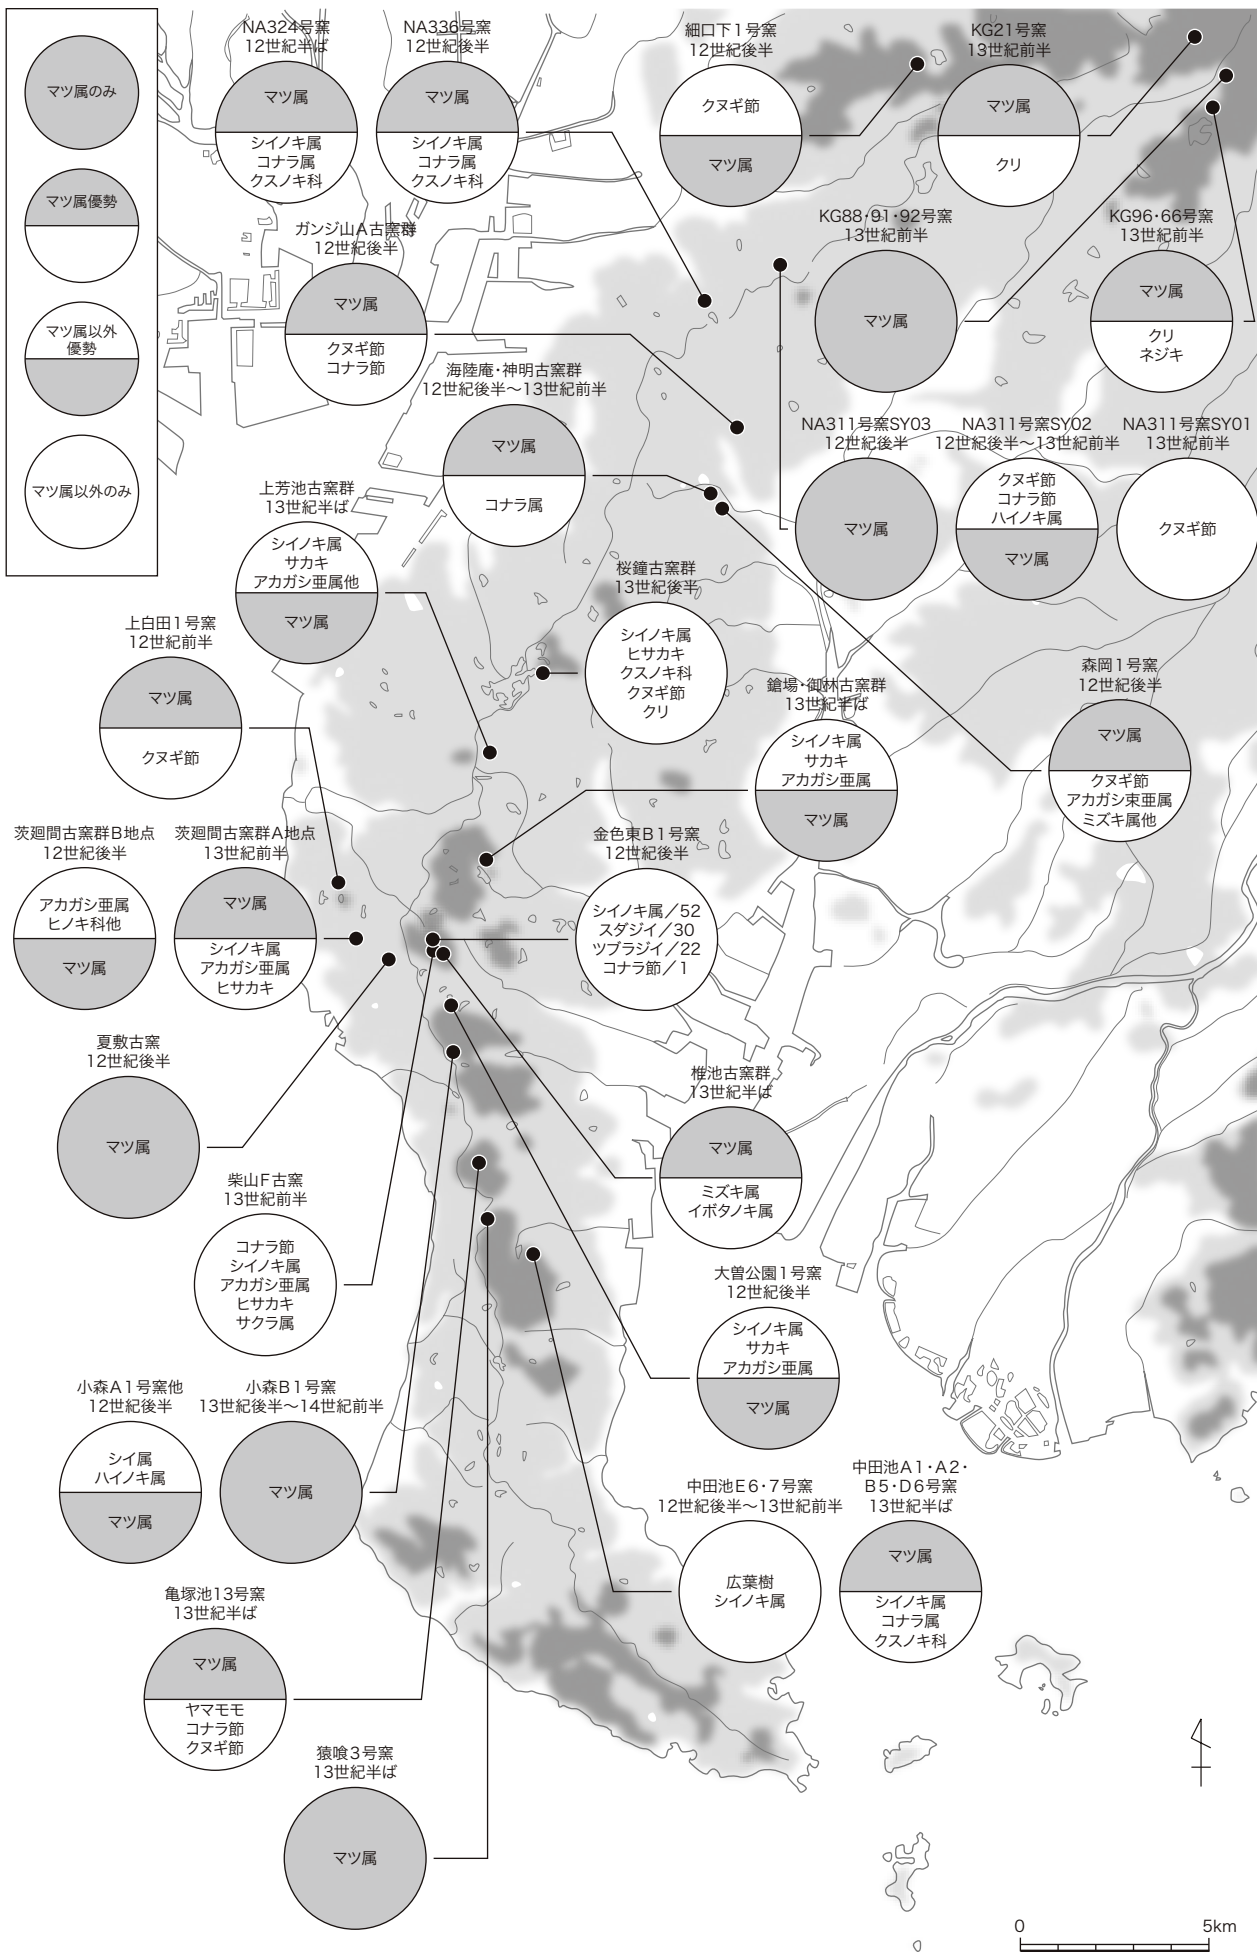 マツ属のみ
マツ属優勢
マツ属以外
優勢
マツ属以外のみ
NA324号窯
12世紀半ば
マツ属
シイノキ属
コナラ属
クスノキ科
NA336号窯
12世紀後半
マツ属
シイノキ属
コナラ属
クスノキ科
細口下1号窯
12世紀後半
クヌギ節
マツ属
KG21号窯
13世紀前半
マツ属
クリ
ガンジ山A古窯群
12世紀後半
マツ属
クヌギ節
コナラ節
KG88・91・92号窯
13世紀前半
マツ属
KG96・66号窯
13世紀前半
マツ属
クリ
ネジキ
海陸庵・神明古窯群
12世紀後半〜13世紀前半
マツ属
コナラ属
NA311号窯SY03
12世紀後半
マツ属
NA311号窯SY02
12世紀後半〜13世紀前半
クヌギ節
コナラ節
ハイノキ属
マツ属
NA311号窯SY01
13世紀前半
クヌギ節
上芳池古窯群
13世紀半ば
シイノキ属
サカキ
アカガシ亜属他
マツ属
桜鐘古窯群
13世紀後半
シイノキ属
ヒサカキ
クスノキ科
クヌギ節
クリ
上白田1号窯
12世紀前半
マツ属
クヌギ節
鎗場・御林古窯群
13世紀半ば
シイノキ属
サカキ
アカガシ亜属
マツ属
森岡1号窯
12世紀後半
マツ属
クヌギ節
アカガシ束亜属
ミズキ属他
茨廻間古窯群B地点
12世紀後半
アカガシ亜属
ヒノキ科他
マツ属
茨廻間古窯群A地点
13世紀前半
マツ属
シイノキ属
アカガシ亜属
ヒサカキ
金色東B1号窯
12世紀後半
シイノキ属／52
スダジイ／30
ツブラジイ／22
コナラ節／1
夏敷古窯
12世紀後半
マツ属
柴山F古窯
13世紀前半
コナラ節
シイノキ属
アカガシ亜属
ヒサカキ
サクラ属
椎池古窯群
13世紀半ば
マツ属
ミズキ属
イボタノキ属
大曽公園1号窯
12世紀後半
シイノキ属
サカキ
アカガシ亜属
マツ属
小森A1号窯他
12世紀後半
シイ属
ハイノキ属
マツ属
小森B1号窯
13世紀後半〜14世紀前半
マツ属
中田池E6・7号窯
12世紀後半〜13世紀前半
広葉樹
シイノキ属
中田池A1・A2・
B5・D6号窯
13世紀半ば
マツ属
シイノキ属
コナラ属
クスノキ科
亀塚池13号窯
13世紀半ば
マツ属
ヤマモモ
コナラ節
クヌギ節
猿喰3号窯
13世紀半ば
マツ属
0 5km